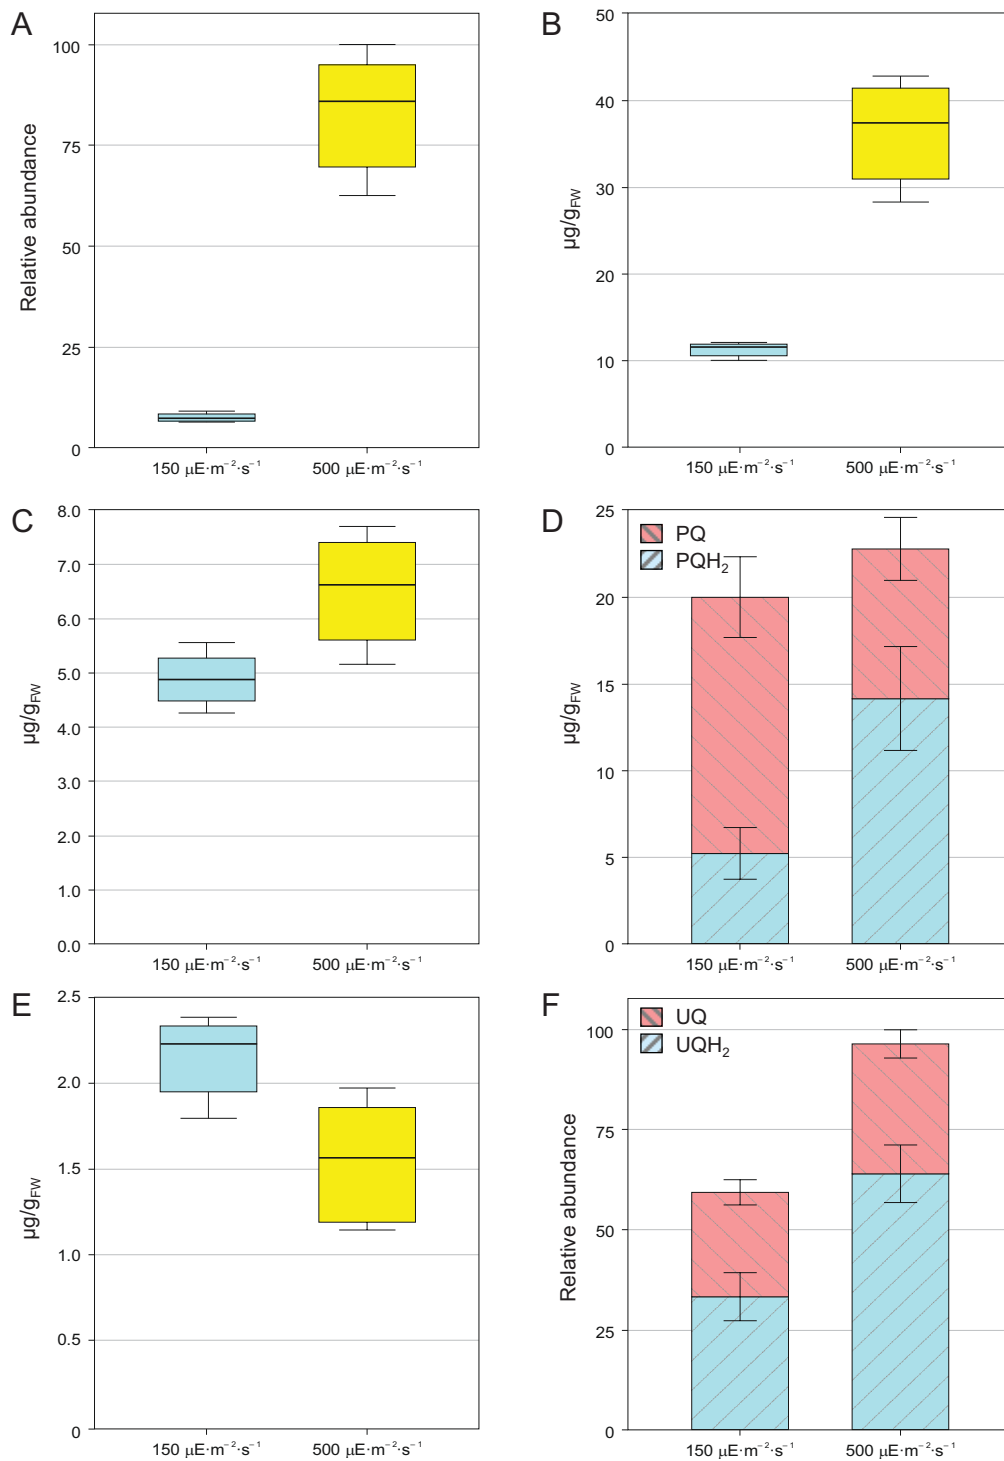 A
Relative abundance
100
75
50
25
0
150 μE·m⁻²·s⁻¹
500 μE·m⁻²·s⁻¹
B
µg/gFW
50
40
30
20
10
0
150 μE·m⁻²·s⁻¹
500 μE·m⁻²·s⁻¹
C
µg/gFW
8.0
7.0
6.0
5.0
4.0
3.0
2.0
1.0
0.0
150 μE·m⁻²·s⁻¹
500 μE·m⁻²·s⁻¹
D
PQ
PQH₂
µg/gFW
25
20
15
10
5
0
150 μE·m⁻²·s⁻¹
500 μE·m⁻²·s⁻¹
E
µg/gFW
2.5
2.0
1.5
1.0
0.5
0
150 μE·m⁻²·s⁻¹
500 μE·m⁻²·s⁻¹
F
UQ
UQH₂
Relative abundance
100
75
50
25
0
150 μE·m⁻²·s⁻¹
500 μE·m⁻²·s⁻¹